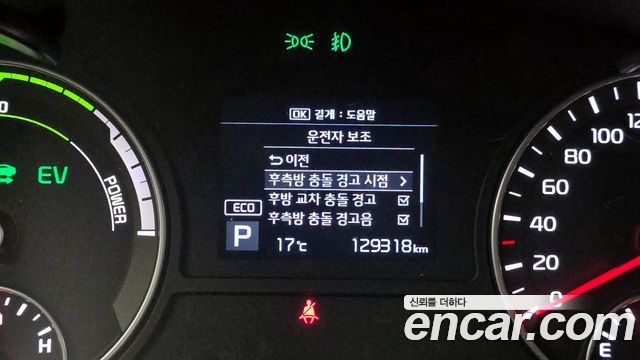 OK 길게 : 도움말
운전자 보조
이전
후측방 충돌 경고 시점
후방 교차 충돌 경고
후측방 충돌 경고음
ECO
P
17℃
129318km
EV
POWER
H
120
100
80
60
40
20
0
E
신뢰를 더하다
encar.com